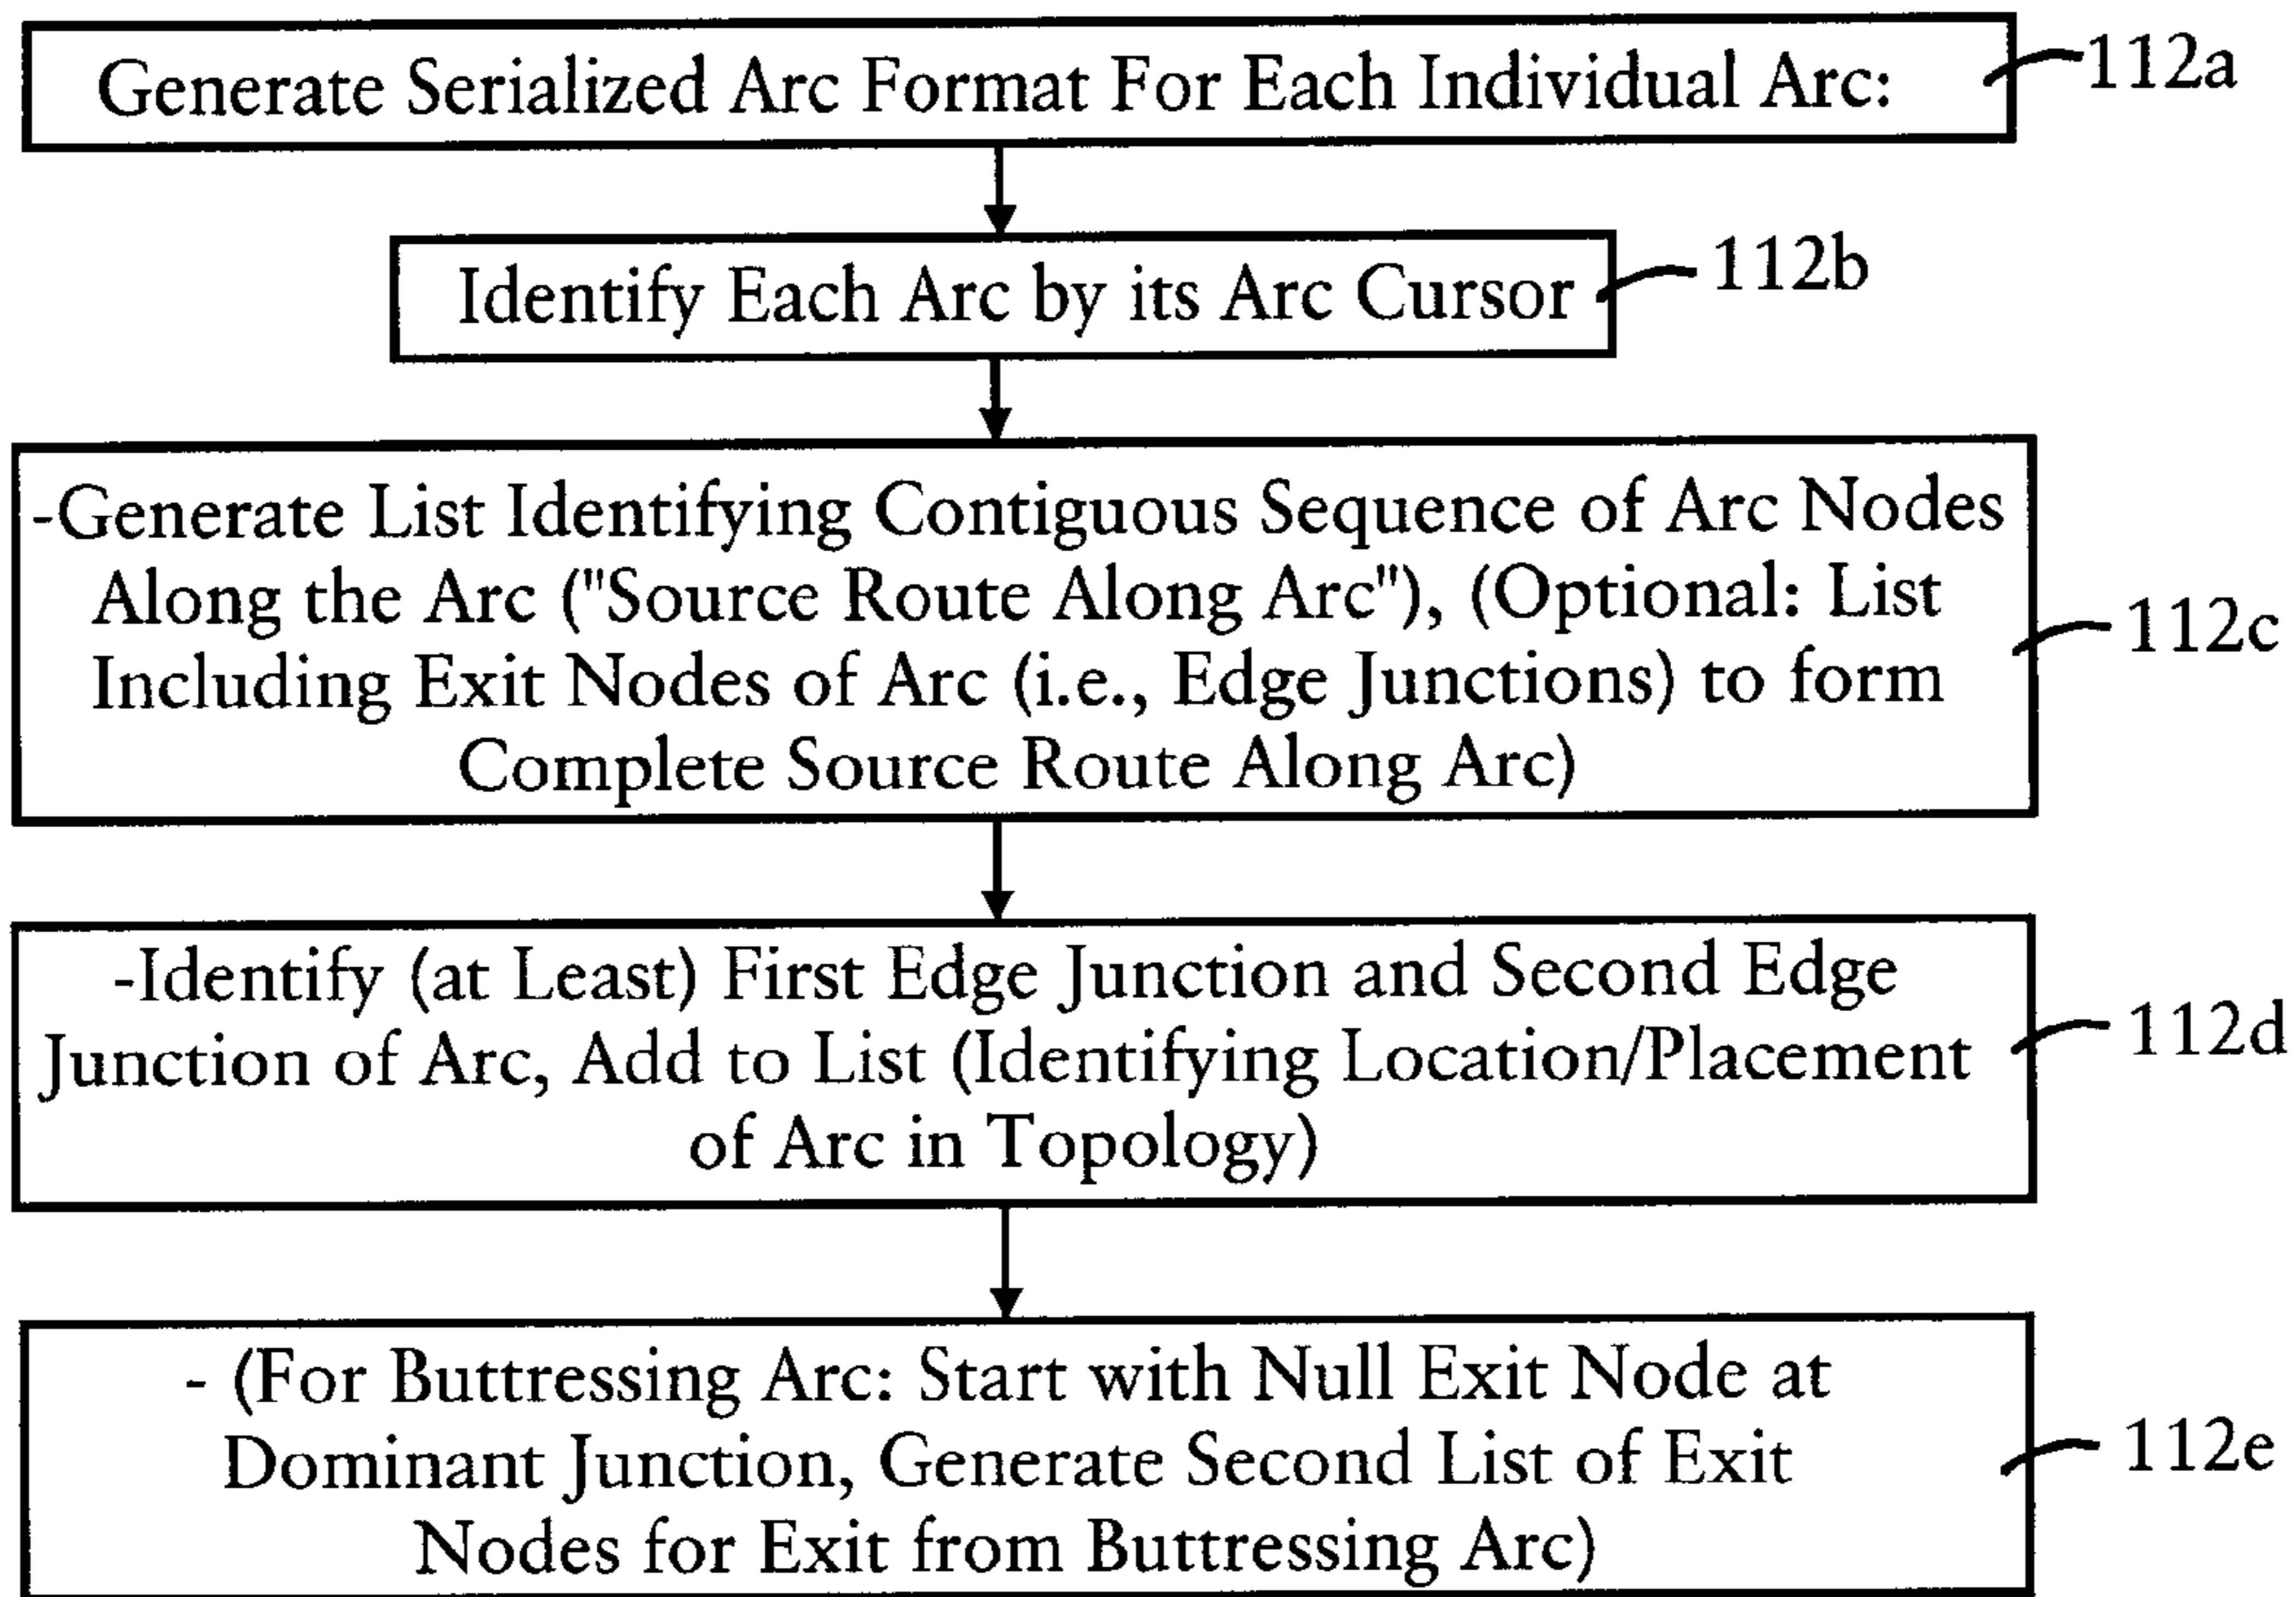 Generate Serialized Arc Format For Each Individual Arc:
112a
Identify Each Arc by its Arc Cursor
112b
-Generate List Identifying Contiguous Sequence of Arc Nodes
Along the Arc ("Source Route Along Arc"), (Optional: List
Including Exit Nodes of Arc (i.e., Edge Junctions) to form
Complete Source Route Along Arc)
112c
-Identify (at Least) First Edge Junction and Second Edge
Junction of Arc, Add to List (Identifying Location/Placement
of Arc in Topology)
112d
- (For Buttressing Arc: Start with Null Exit Node at
Dominant Junction, Generate Second List of Exit
Nodes for Exit from Buttressing Arc)
112e